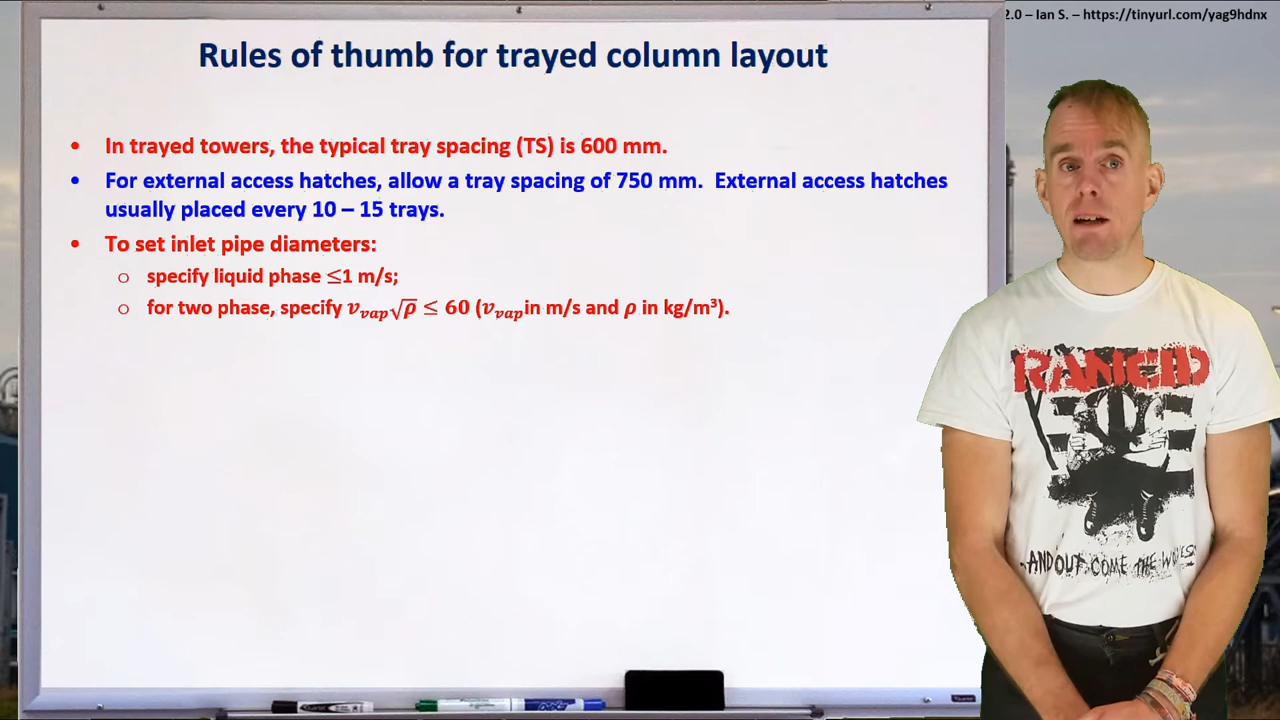 2.0 – Ian S. – https://tinyurl.com/yag9hdnx
Rules of thumb for trayed column layout
• In trayed towers, the typical tray spacing (TS) is 600 mm.
• For external access hatches, allow a tray spacing of 750 mm. External access hatches
usually placed every 10 – 15 trays.
• To set inlet pipe diameters:
o specify liquid phase ≤1 m/s;
o for two phase, specify v_vap√ρ ≤ 60 (v_vap in m/s and ρ in kg/m³).
RANCID
...AND OUT COME THE WOLVES